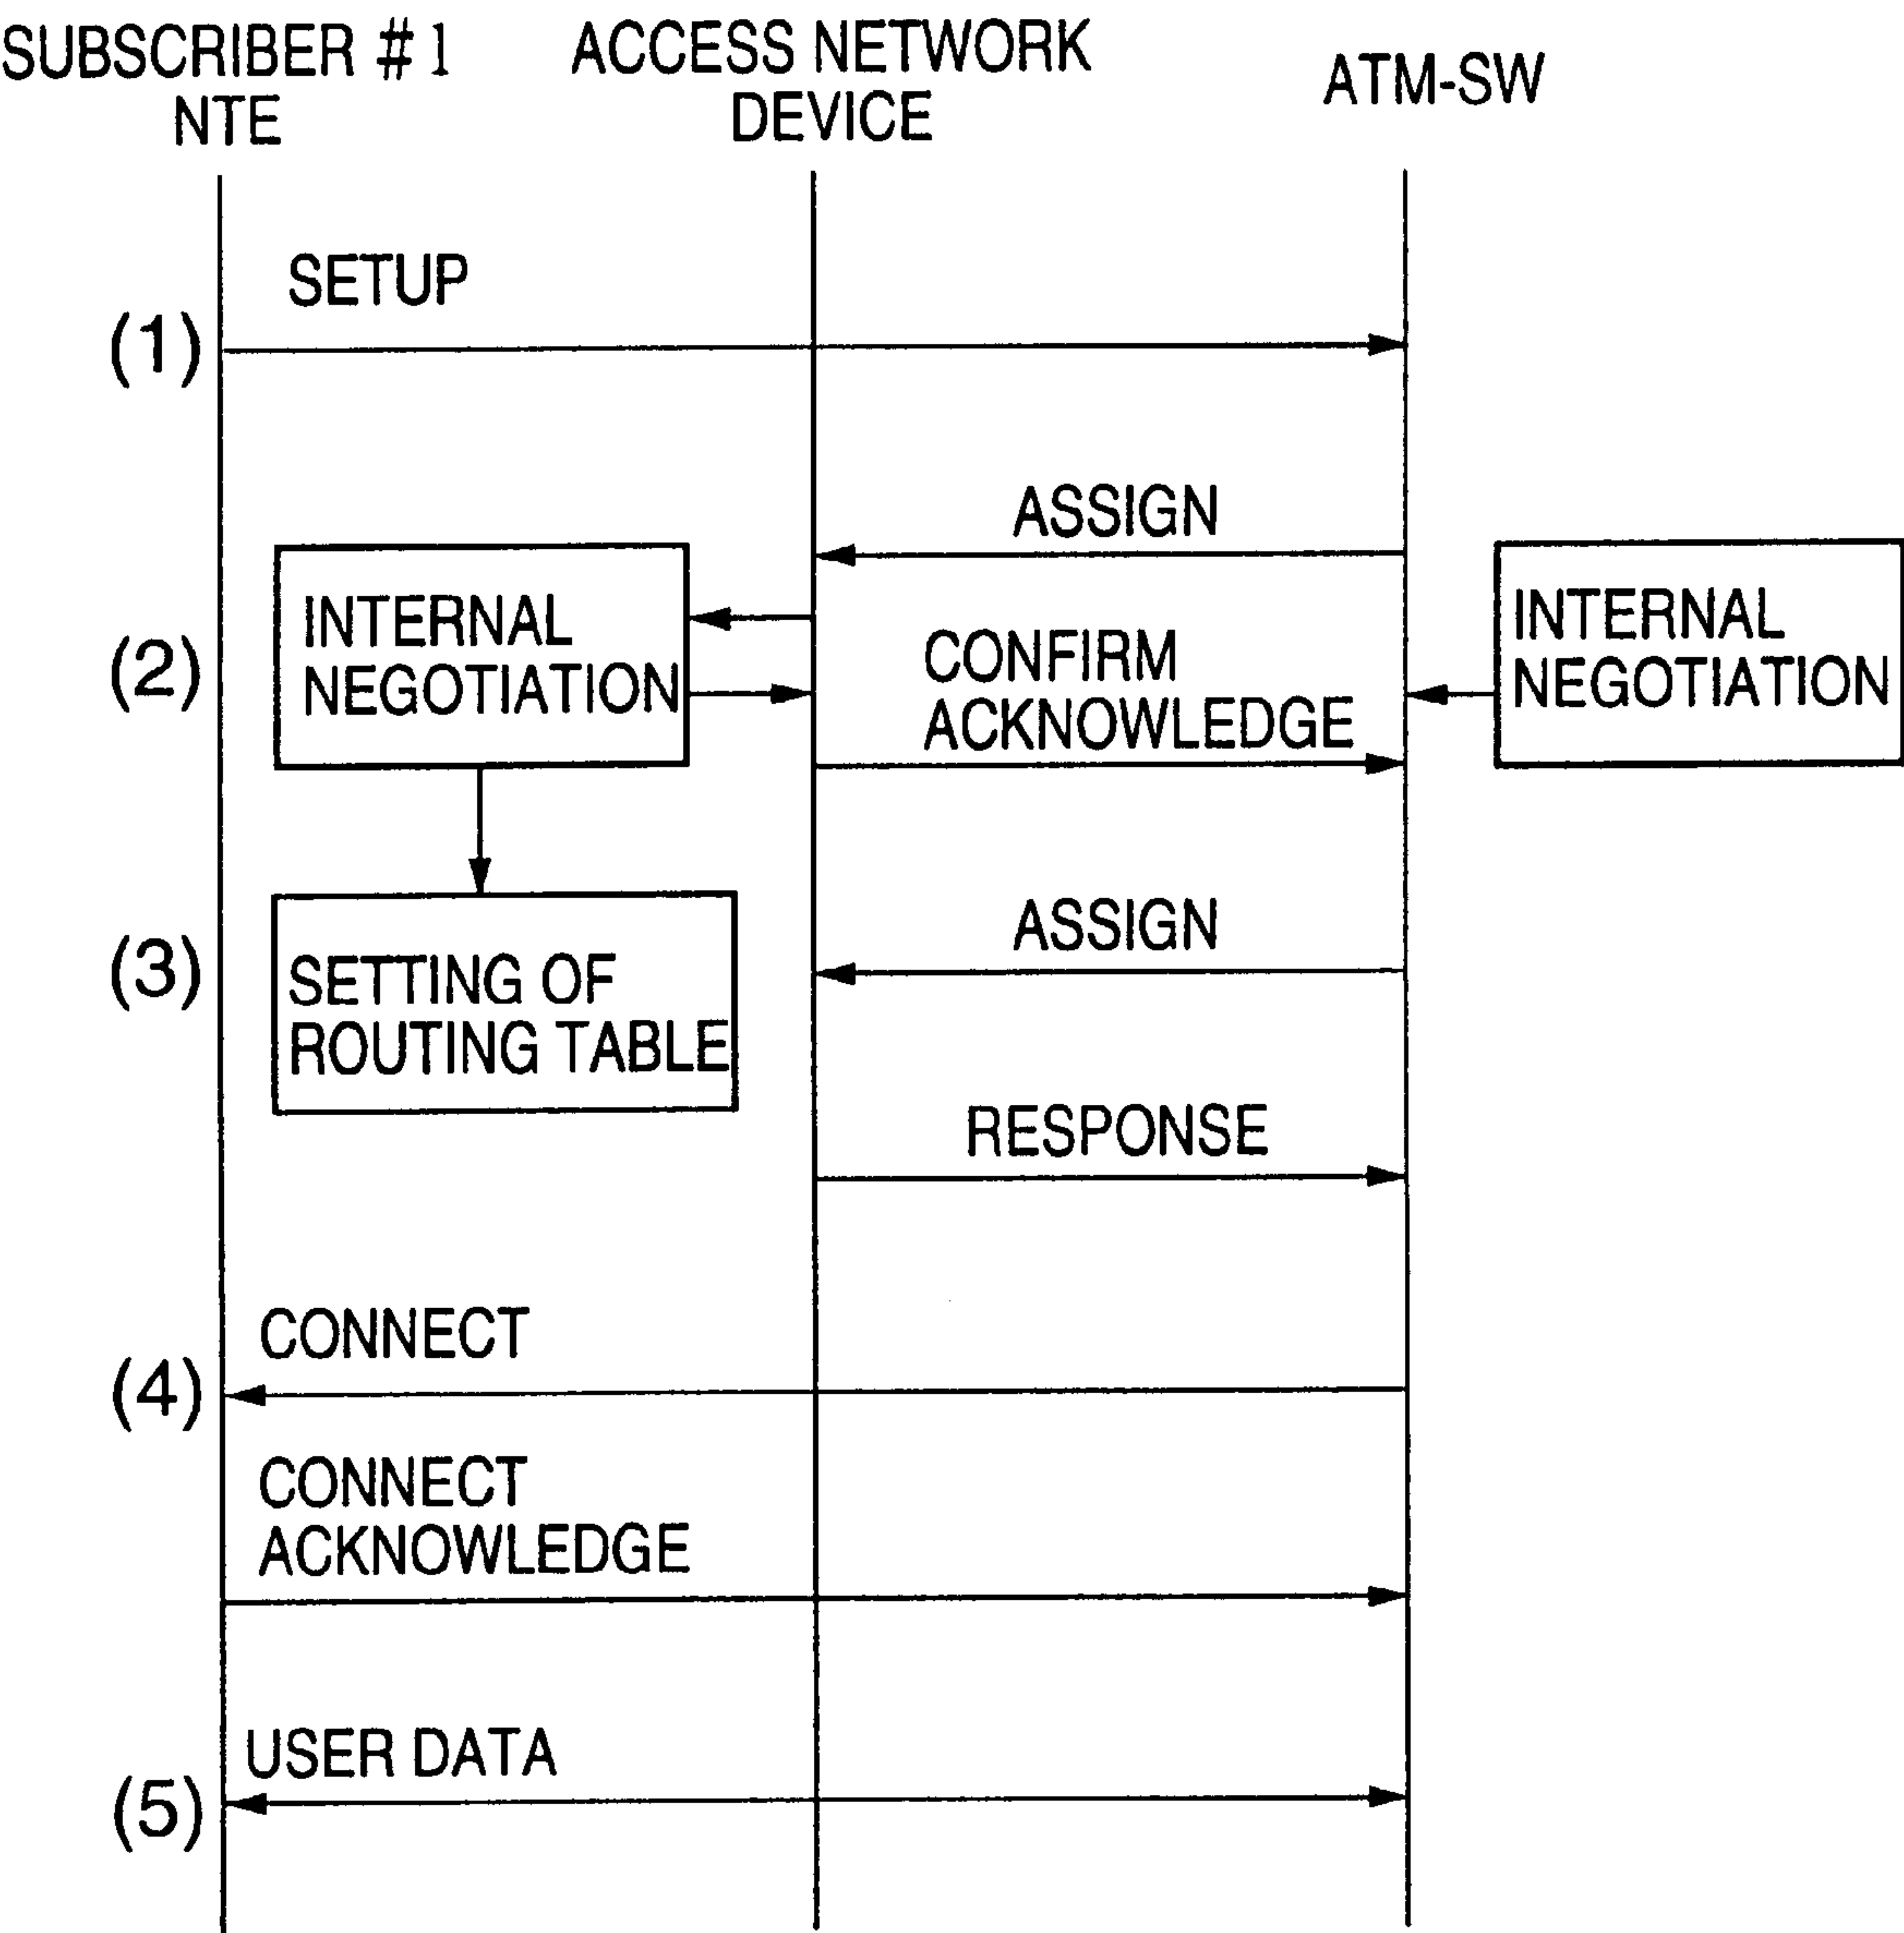 SUBSCRIBER #1
NTE
ACCESS NETWORK
DEVICE
ATM-SW
SETUP
(1)
ASSIGN
INTERNAL
NEGOTIATION
(2)
CONFIRM
ACKNOWLEDGE
INTERNAL
NEGOTIATION
(3)
SETTING OF
ROUTING TABLE
ASSIGN
RESPONSE
CONNECT
(4)
CONNECT
ACKNOWLEDGE
USER DATA
(5)